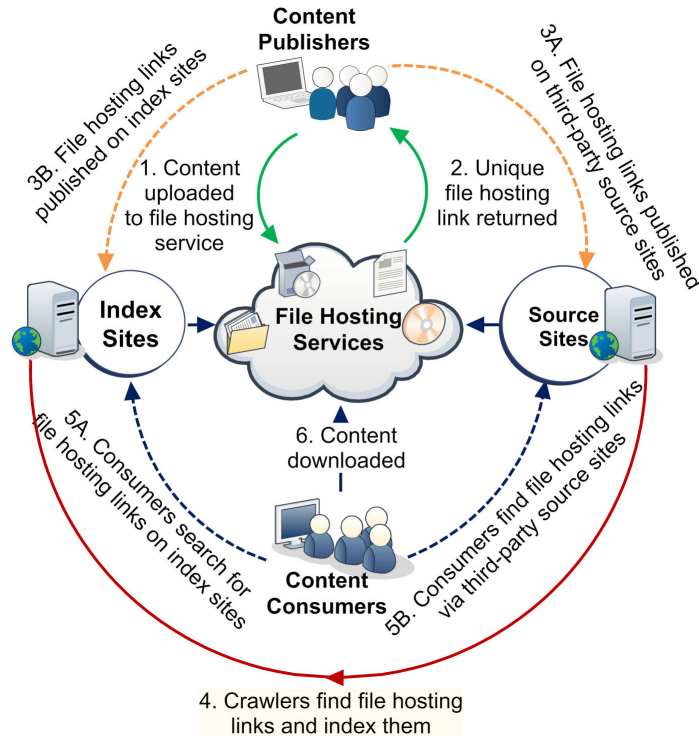 Content
Publishers
3B. File hosting links
published on index sites
3A. File hosting links published
on third-party source sites
1. Content
uploaded
to file hosting
service
2. Unique
file hosting
link returned
Index
Sites
File Hosting
Services
Source
Sites
5A. Consumers search for
file hosting links on index sites
6. Content
downloaded
5B. Consumers find file hosting links
via third-party source sites
Content
Consumers
4. Crawlers find file hosting
links and index them